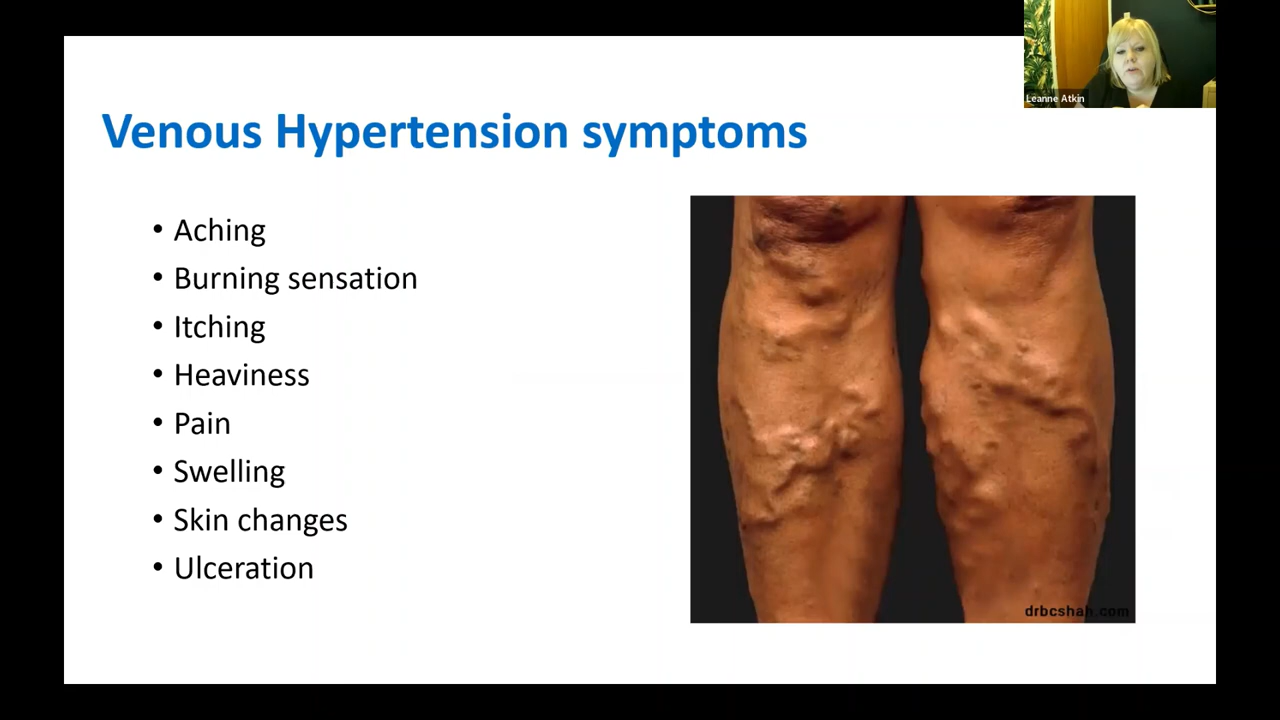 Leanne Atkin
Venous Hypertension symptoms
• Aching
• Burning sensation
• Itching
• Heaviness
• Pain
• Swelling
• Skin changes
• Ulceration
drbcshah.com